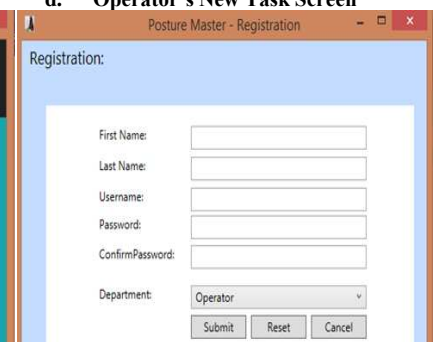 d. Operator's New Task Screen
Posture Master - Registration
Registration:
First Name:
Last Name:
Username:
Password:
ConfirmPassword:
Department: Operator
Submit Reset Cancel